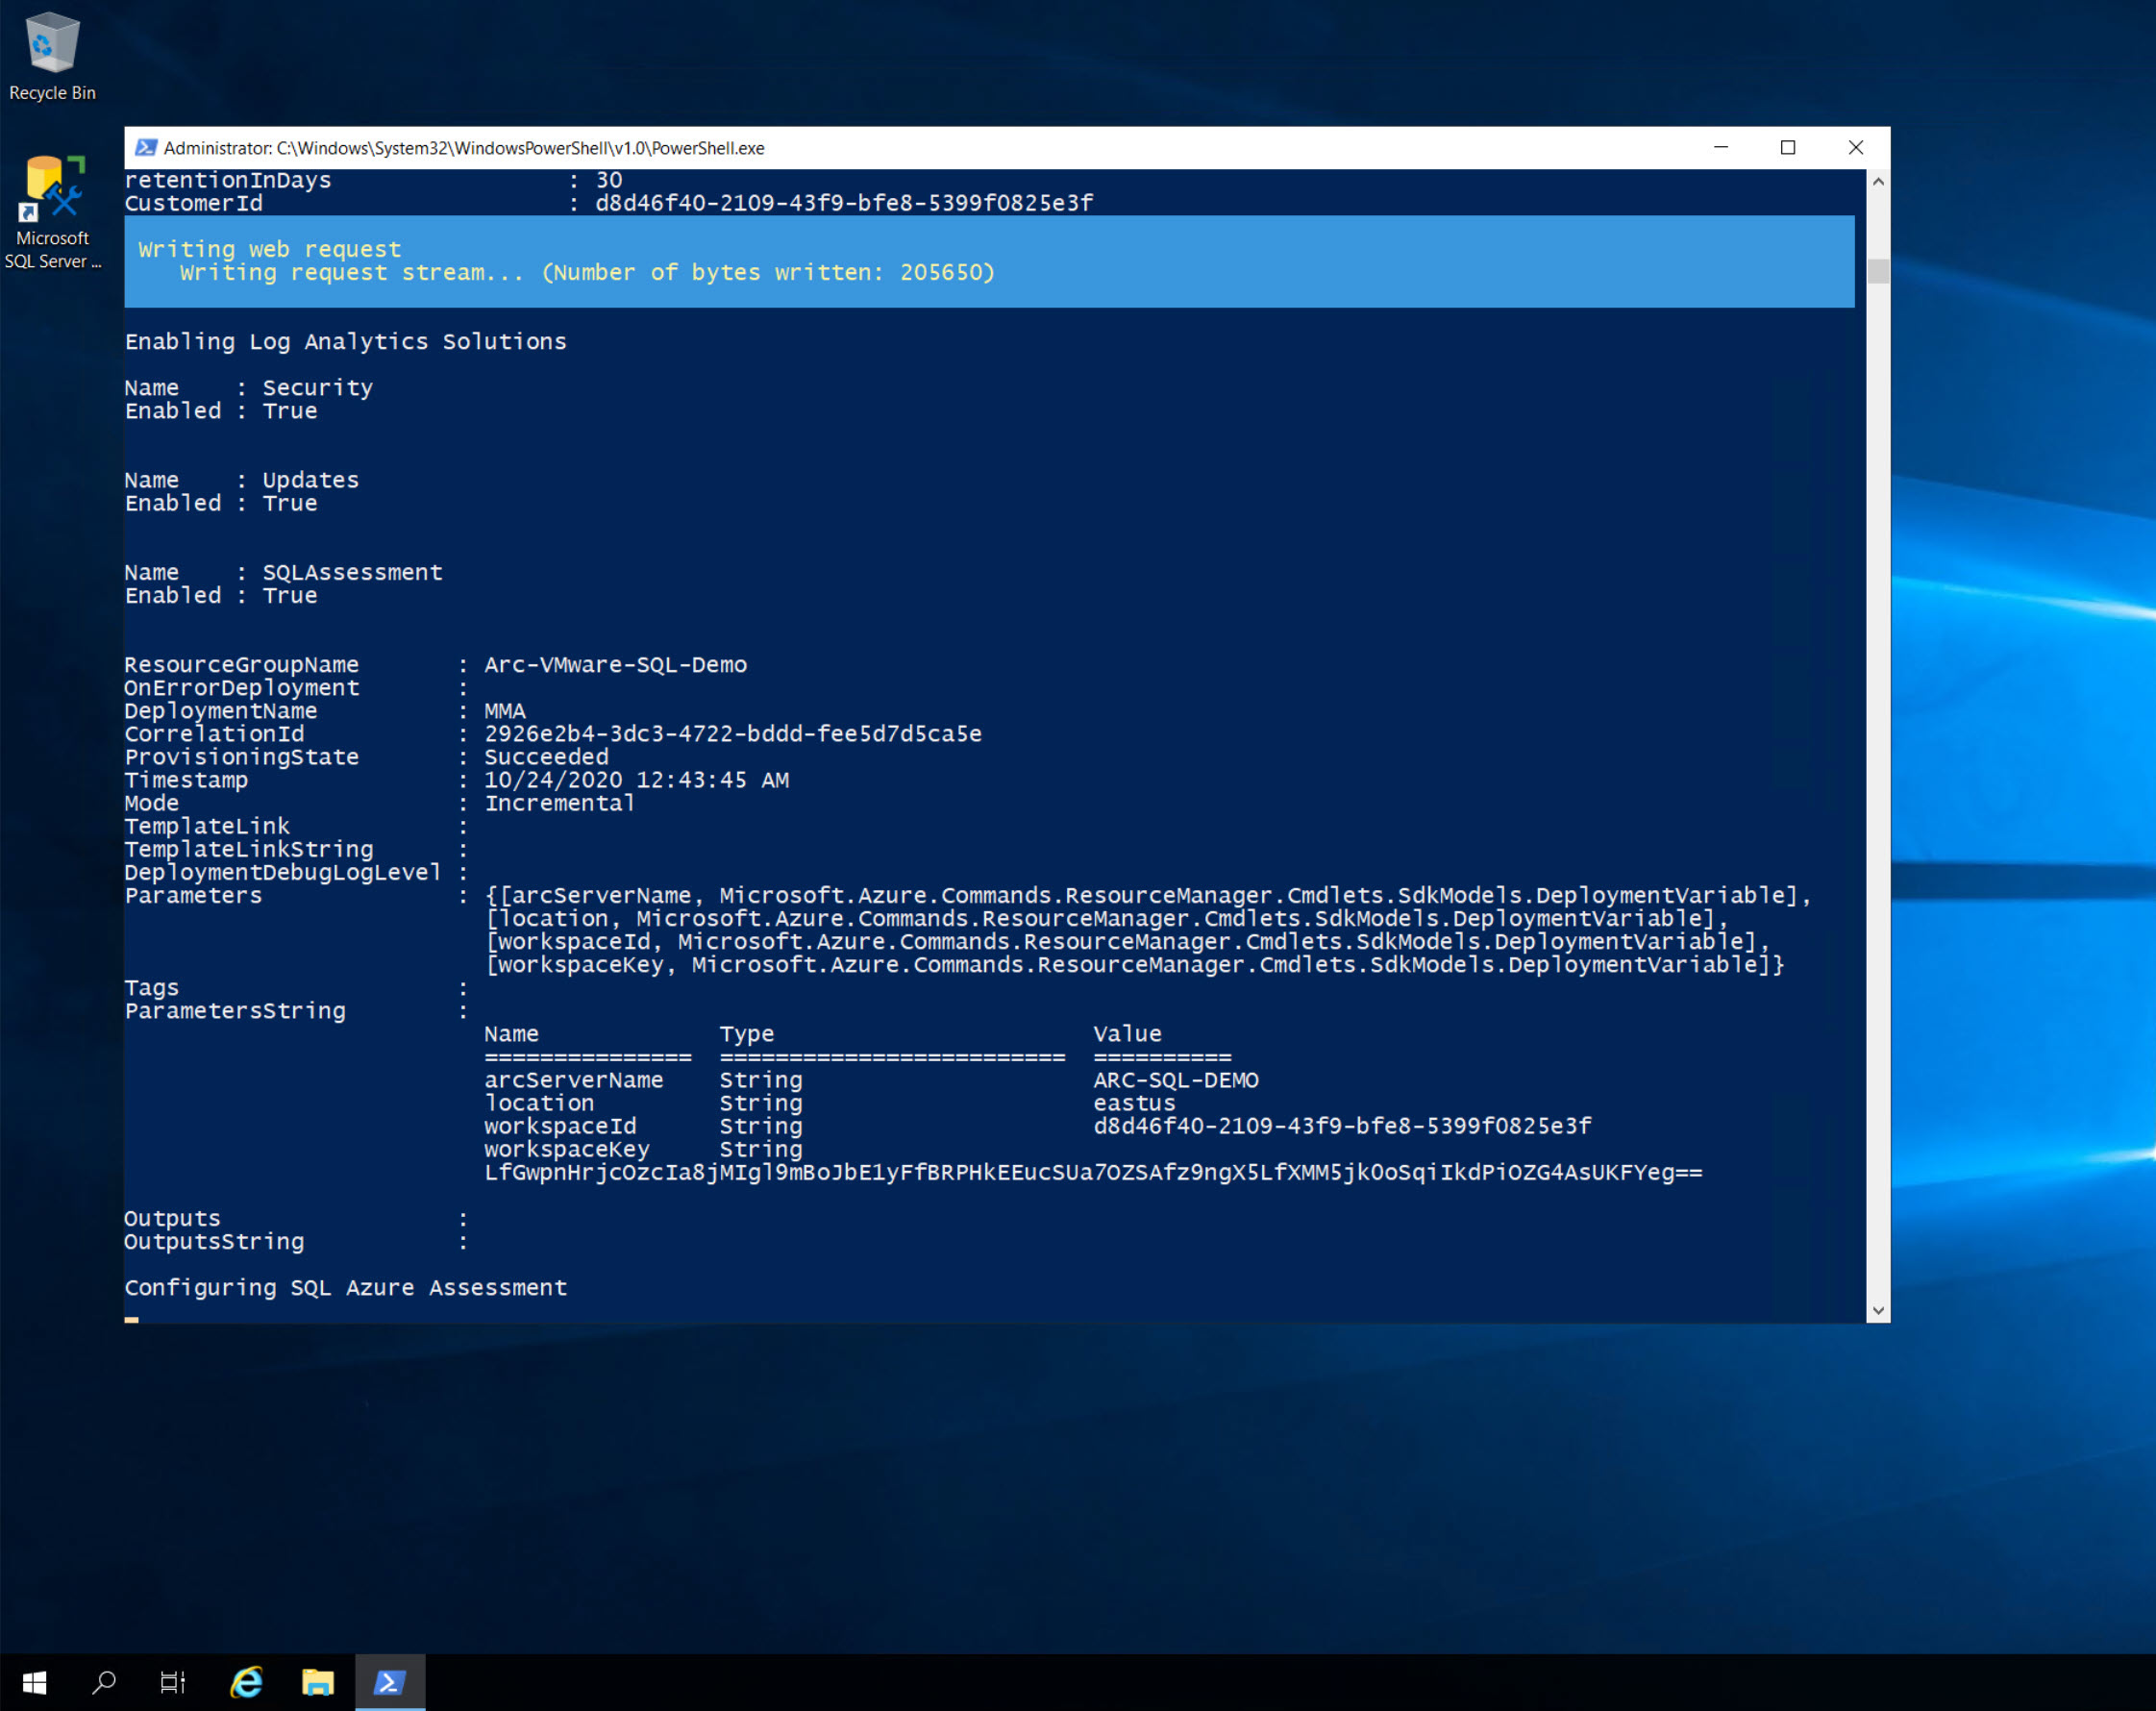 Recycle Bin
Microsoft
SQL Server ...
Administrator: C:\Windows\System32\WindowsPowerShell\v1.0\PowerShell.exe
retentionInDays : 30
CustomerId : d8d46f40-2109-43f9-bfe8-5399f0825e3f
Writing web request
Writing request stream... (Number of bytes written: 205650)
Enabling Log Analytics Solutions
Name : Security
Enabled : True
Name : Updates
Enabled : True
Name : SQLAssessment
Enabled : True
ResourceGroupName : Arc-VMware-SQL-Demo
OnErrorDeployment :
DeploymentName : MMA
CorrelationId : 2926e2b4-3dc3-4722-bddd-fee5d7d5ca5e
ProvisioningState : Succeeded
Timestamp : 10/24/2020 12:43:45 AM
Mode : Incremental
TemplateLink :
TemplateLinkString :
DeploymentDebugLogLevel :
Parameters : {[arcServerName, Microsoft.Azure.Commands.ResourceManager.Cmdlets.SdkModels.DeploymentVariable],
[location, Microsoft.Azure.Commands.ResourceManager.Cmdlets.SdkModels.DeploymentVariable],
[workspaceId, Microsoft.Azure.Commands.ResourceManager.Cmdlets.SdkModels.DeploymentVariable],
[workspaceKey, Microsoft.Azure.Commands.ResourceManager.Cmdlets.SdkModels.DeploymentVariable]}
Tags :
ParametersString :
Name Type Value
=============== ========================= ==========
arcServerName String ARC-SQL-DEMO
location String eastus
workspaceId String d8d46f40-2109-43f9-bfe8-5399f0825e3f
workspaceKey String
LfGwpnHrjcOzcIa8jMIgl9mBoJbE1yFfBRPHkEEucSUa7OZSAfz9ngX5LfXMM5jk0oSqiIkdPiOZG4AsUKFYeg==
Outputs :
OutputsString :
Configuring SQL Azure Assessment